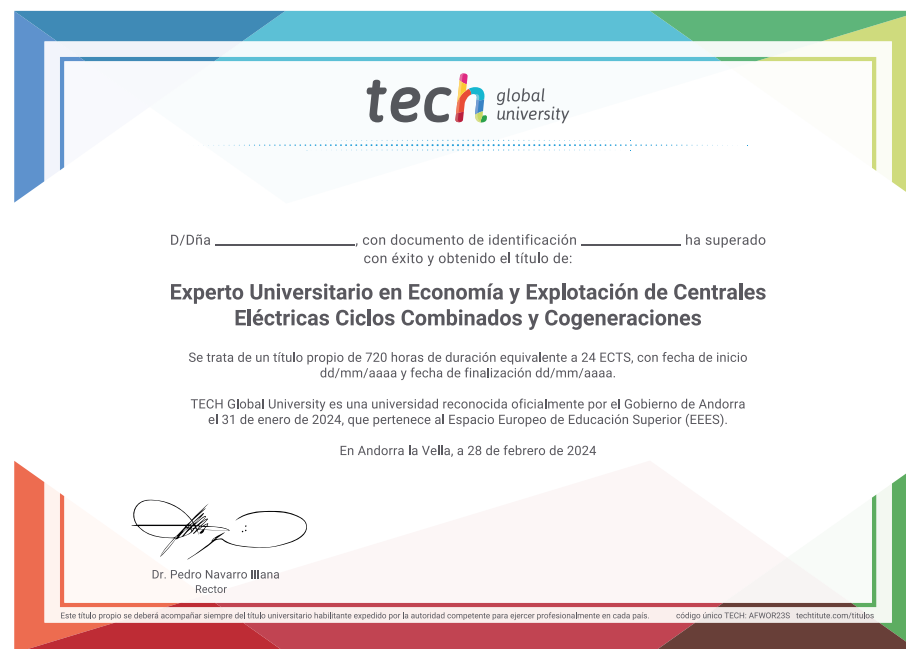 tech global university
D/Dña ____________________, con documento de identificación ______________ ha superado
con éxito y obtenido el título de:
Experto Universitario en Economía y Explotación de Centrales
Eléctricas Ciclos Combinados y Cogeneraciones
Se trata de un título propio de 720 horas de duración equivalente a 24 ECTS, con fecha de inicio
dd/mm/aaaa y fecha de finalización dd/mm/aaaa.
TECH Global University es una universidad reconocida oficialmente por el Gobierno de Andorra
el 31 de enero de 2024, que pertenece al Espacio Europeo de Educación Superior (EEES).
En Andorra la Vella, a 28 de febrero de 2024
Dr. Pedro Navarro Illana
Rector
Este título propio se deberá acompañar siempre del título universitario habilitante expedido por la autoridad competente para ejercer profesionalmente en cada país. código único TECH: AFWOR23S techtitute.com/titulos